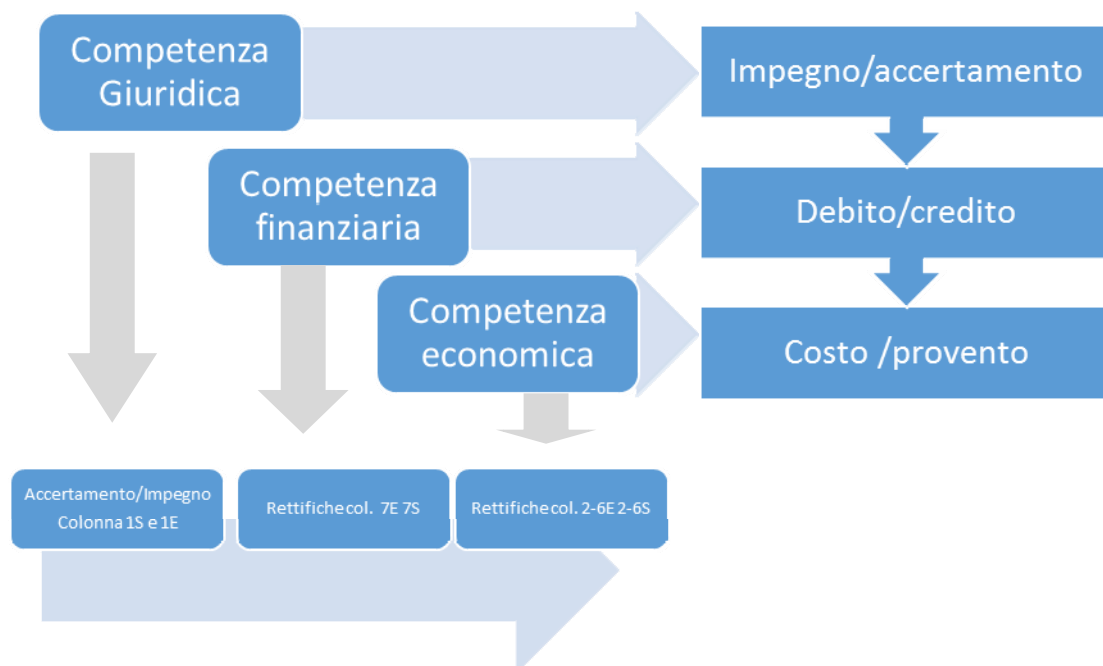 Competenza
Giuridica
Impegno/accertamento
Competenza
finanziaria
Debito/credito
Competenza
economica
Costo /provento
Accertamento/Impegno
Colonna 1S e 1E
Rettifiche col. 7E 7S
Rettifiche col. 2-6E 2-6S